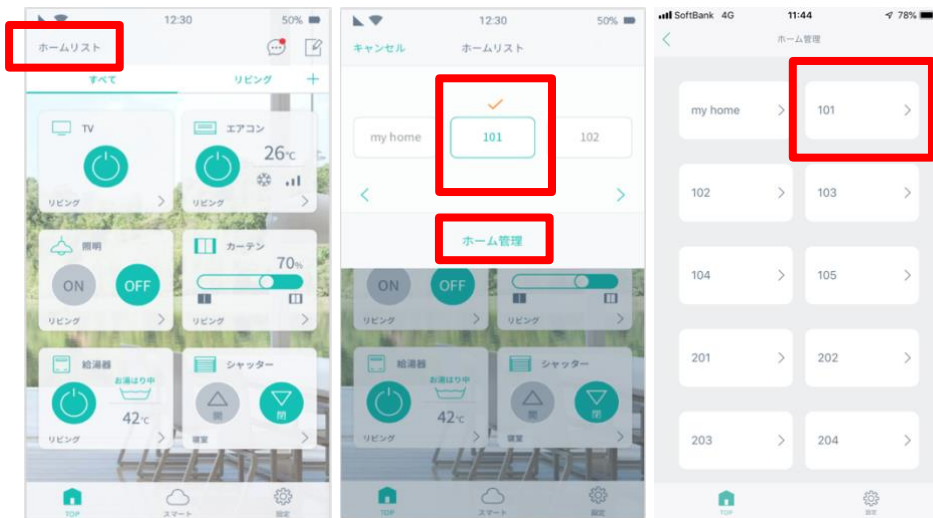 12:30
50%
ホームリスト
すべて
リビング
+
TV
リビング
エアコン
26℃
リビング
照明
ON
OFF
リビング
カーテン
70%
リビング
給湯器
お湯はり中
42℃
リビング
シャッター
開
閉
寝室
TOP
スマート
設定
12:30
50%
キャンセル
ホームリスト
my home
101
102
ホーム管理
ON
OFF
リビング
リビング
給湯器
お湯はり中
42℃
リビング
シャッター
開
閉
寝室
TOP
スマート
設定
SoftBank 4G
11:44
78%
ホーム管理
my home
101
102
103
104
105
201
202
203
204
TOP
設定